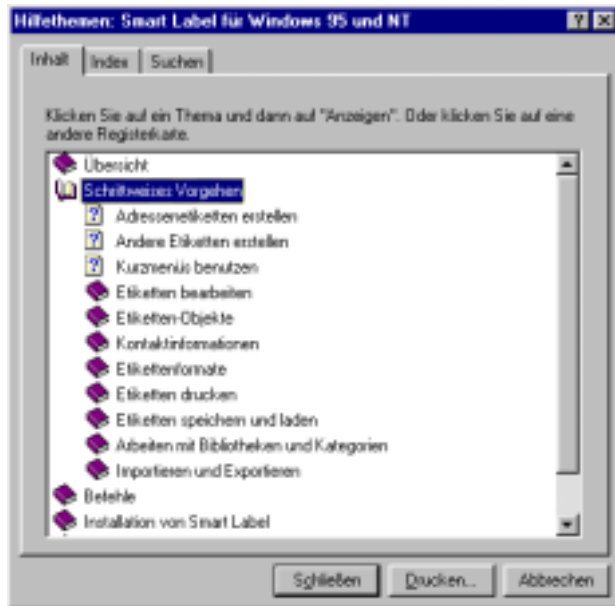 Hilfethemen: Smart Label für Windows 95 und NT
Inhalt Index Suchen
Klicken Sie auf ein Thema und dann auf "Anzeigen". Oder klicken Sie auf eine
andere Registerkarte.
Übersicht
Schrittweises Vorgehen
Adressenetiketten erstellen
Andere Etiketten erstellen
Kurzmenüs benutzen
Etiketten bearbeiten
Etiketten-Objekte
Kontaktinformationen
Etikettenformate
Etiketten drucken
Etiketten speichern und laden
Arbeiten mit Bibliotheken und Kategorien
Importieren und Exportieren
Befehle
Installation von Smart Label
Schließen Drucken... Abbrechen